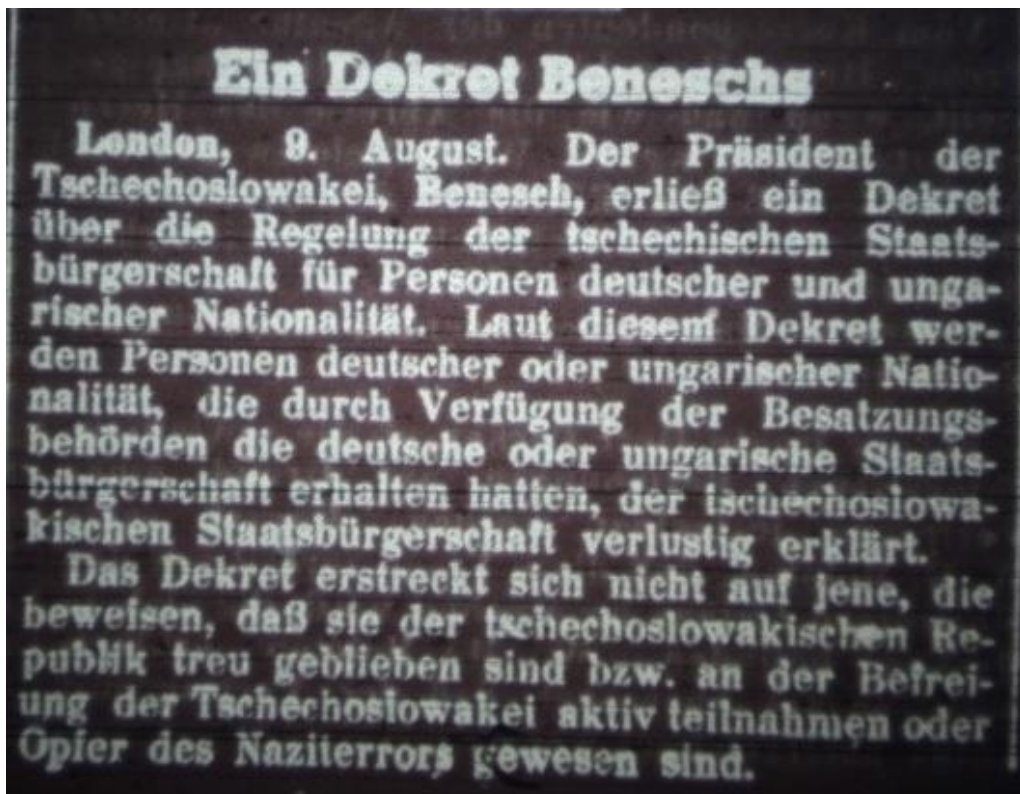 Ein Dekret Beneschs
London, 9. August. Der Präsident der
Tschechoslowakei, Benesch, erließ ein Dekret
über die Regelung der tschechischen Staats-
bürgerschaft für Personen deutscher und unga-
rischer Nationalität. Laut diesem Dekret wer-
den Personen deutscher oder ungarischer Natio-
nalität, die durch Verfügung der Besatzungs-
behörden die deutsche oder ungarische Staats-
bürgerschaft erhalten hatten, der tschechoslowa-
kischen Staatsbürgerschaft verlustig erklärt.
Das Dekret erstreckt sich nicht auf jene, die
beweisen, daß sie der tschechoslowakischen Re-
publik treu geblieben sind bzw. an der Befrei-
ung der Tschechoslowakei aktiv teilnahmen oder
Opfer des Naziterrors gewesen sind.